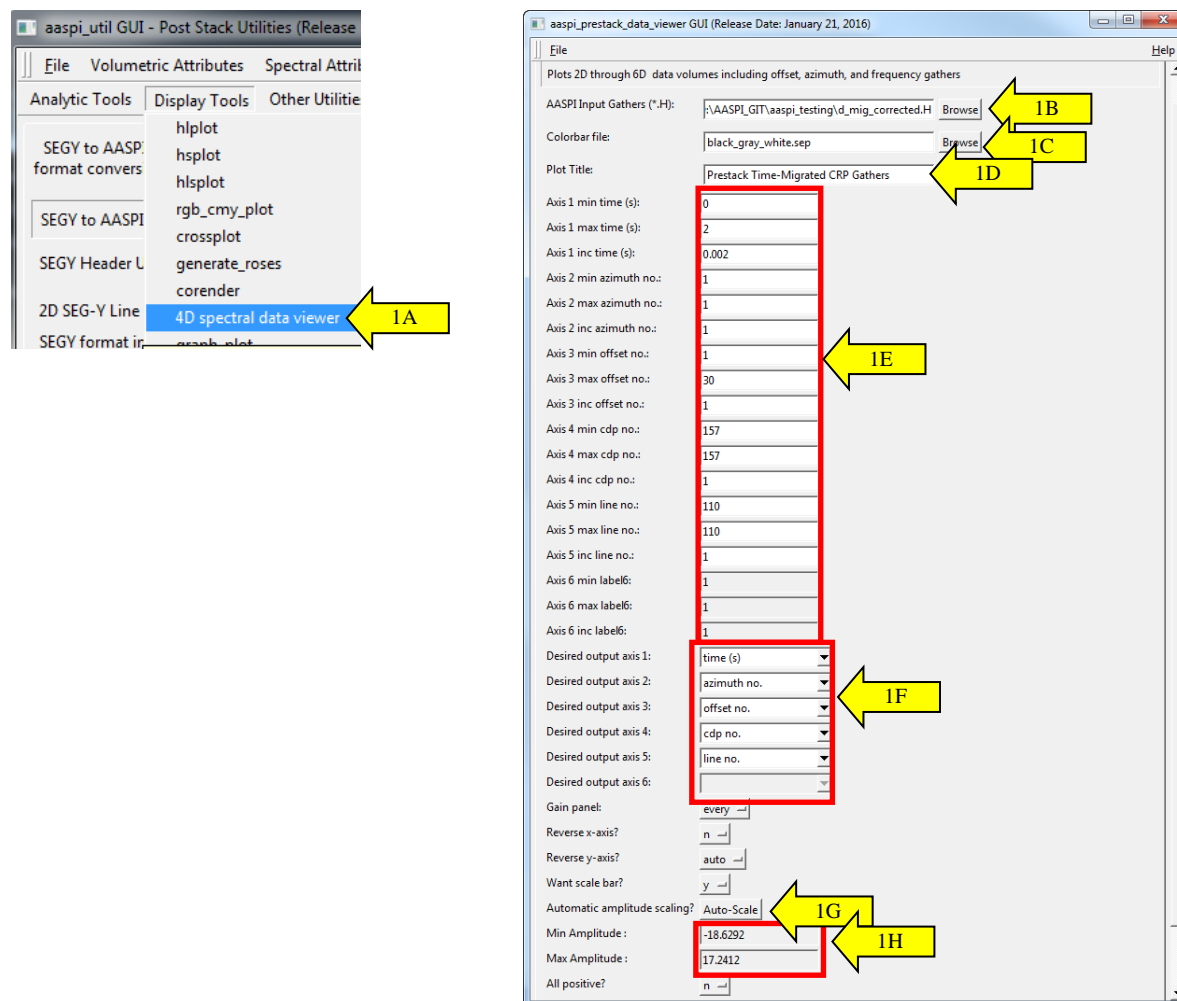 aaspi_util GUI - Post Stack Utilities (Release
File Volumetric Attributes Spectral Attri
Analytic Tools Display Tools Other Utilitie
hlplot
SEGY to AASP
hsplot
format convers
hlsplot
rgb_cmy_plot
SEGY to AASPI
crossplot
SEGY Header U
generate_roses
corender
2D SEG-Y Line
4D spectral data viewer
1A
SEGY format in
graph_plot
aaspi_prestack_data_viewer GUI (Release Date: January 21, 2016)
File Help
Plots 2D through 6D data volumes including offset, azimuth, and frequency gathers
AASPI Input Gathers (*.H): :\AASPI_GIT\aaspi_testing\d_mig_corrected.H Browse 1B
Colorbar file: black_gray_white.sep Browse 1C
Plot Title: Prestack Time-Migrated CRP Gathers 1D
Axis 1 min time (s): 0
Axis 1 max time (s): 2
Axis 1 inc time (s): 0.002
Axis 2 min azimuth no.: 1
Axis 2 max azimuth no.: 1
Axis 2 inc azimuth no.: 1
Axis 3 min offset no.: 1
1E
Axis 3 max offset no.: 30
Axis 3 inc offset no.: 1
Axis 4 min cdp no.: 157
Axis 4 max cdp no.: 157
Axis 4 inc cdp no.: 1
Axis 5 min line no.: 110
Axis 5 max line no.: 110
Axis 5 inc line no.: 1
Axis 6 min label6: 1
Axis 6 max label6: 1
Axis 6 inc label6: 1
Desired output axis 1: time (s)
Desired output axis 2: azimuth no.
1F
Desired output axis 3: offset no.
Desired output axis 4: cdp no.
Desired output axis 5: line no.
Desired output axis 6:
Gain panel: every
Reverse x-axis? n
Reverse y-axis? auto
Want scale bar? y
Automatic amplitude scaling? Auto-Scale 1G
Min Amplitude : -18.6292
1H
Max Amplitude : 17.2412
All positive? n